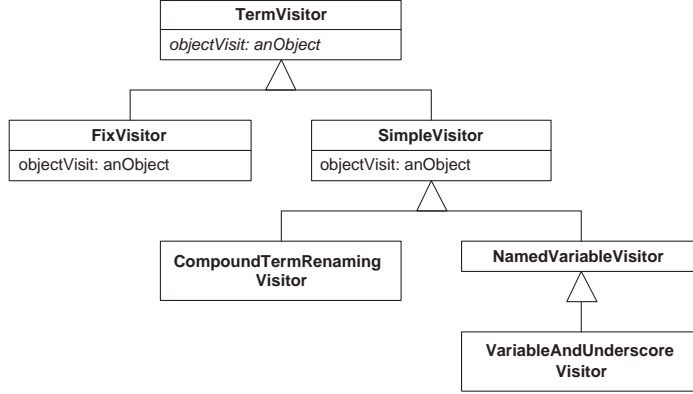 TermVisitor
objectVisit: anObject
FixVisitor
objectVisit: anObject
SimpleVisitor
objectVisit: anObject
CompoundTermRenaming
Visitor
NamedVariableVisitor
VariableAndUnderscore
Visitor